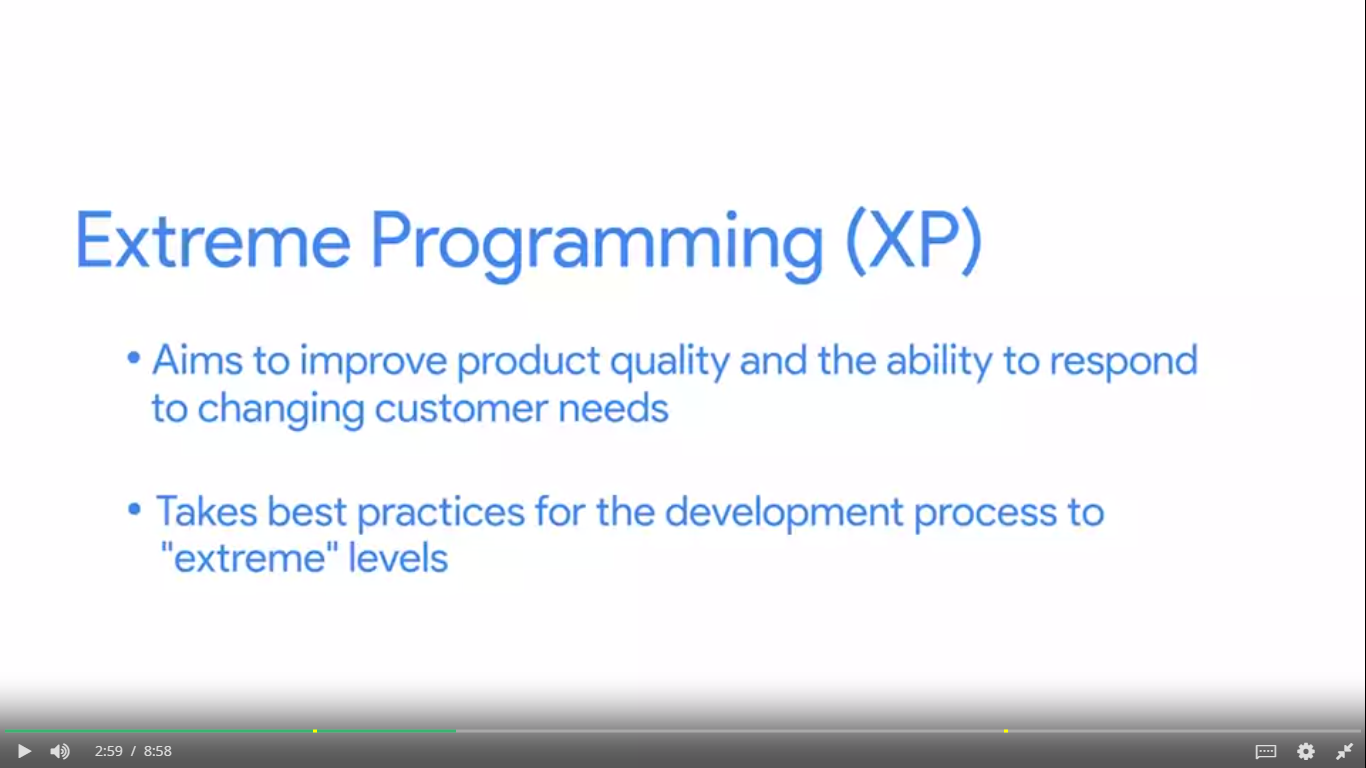 Extreme Programming (XP)
• Aims to improve product quality and the ability to respond
to changing customer needs
• Takes best practices for the development process to
"extreme" levels
2:59 / 8:58